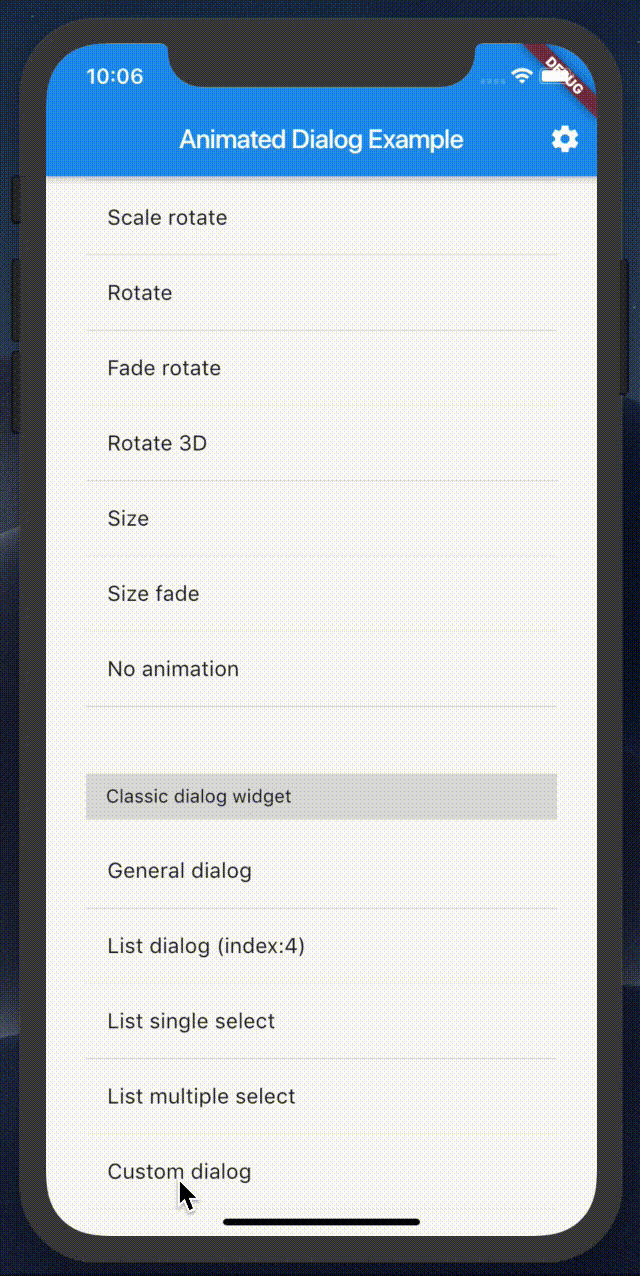 10:06
DEBUG
Animated Dialog Example
Scale rotate
Rotate
Fade rotate
Rotate 3D
Size
Size fade
No animation
Classic dialog widget
General dialog
List dialog (index:4)
List single select
List multiple select
Custom dialog